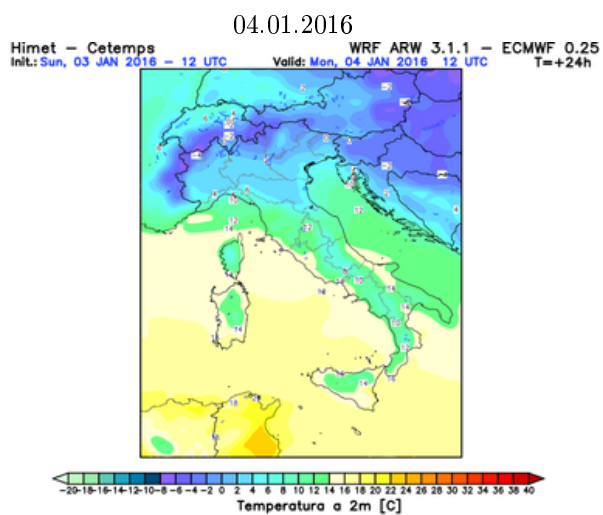 04.01.2016
Himet – Cetemps WRF ARW 3.1.1 – ECMWF 0.25
Init.: Sun, 03 JAN 2016 – 12 UTC Valid: Mon, 04 JAN 2016 12 UTC T=+24h
-20 -18 -16 -14 -12 -10 -8 -6 -4 -2 0 2 4 6 8 10 12 14 16 18 20 22 24 26 28 30 32 34 36 38 40
Temperatura a 2m [C]